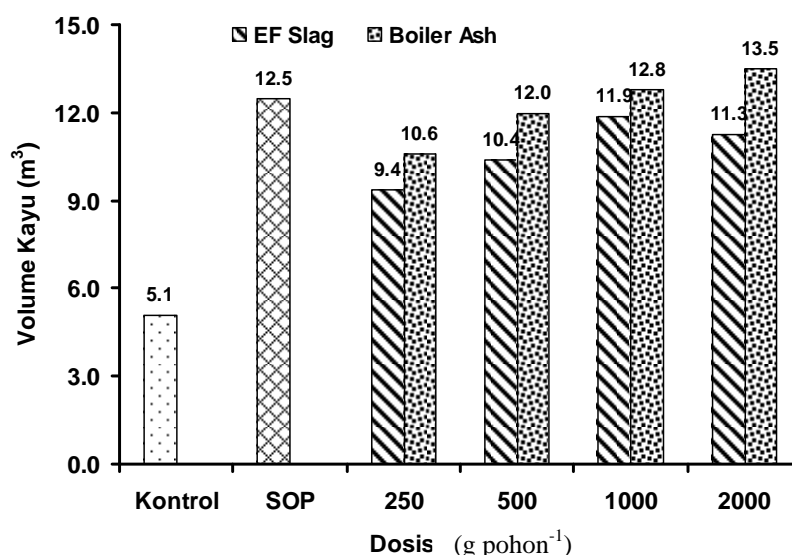 15.0
EF Slag Boiler Ash
12.5 12.0 12.8 13.5
12.0 11.9 11.3
10.6 10.4
9.4
9.0
Volume Kayu (m³)
6.0
5.1
3.0
0.0
Kontrol SOP 250 500 1000 2000
Dosis (g pohon⁻¹)